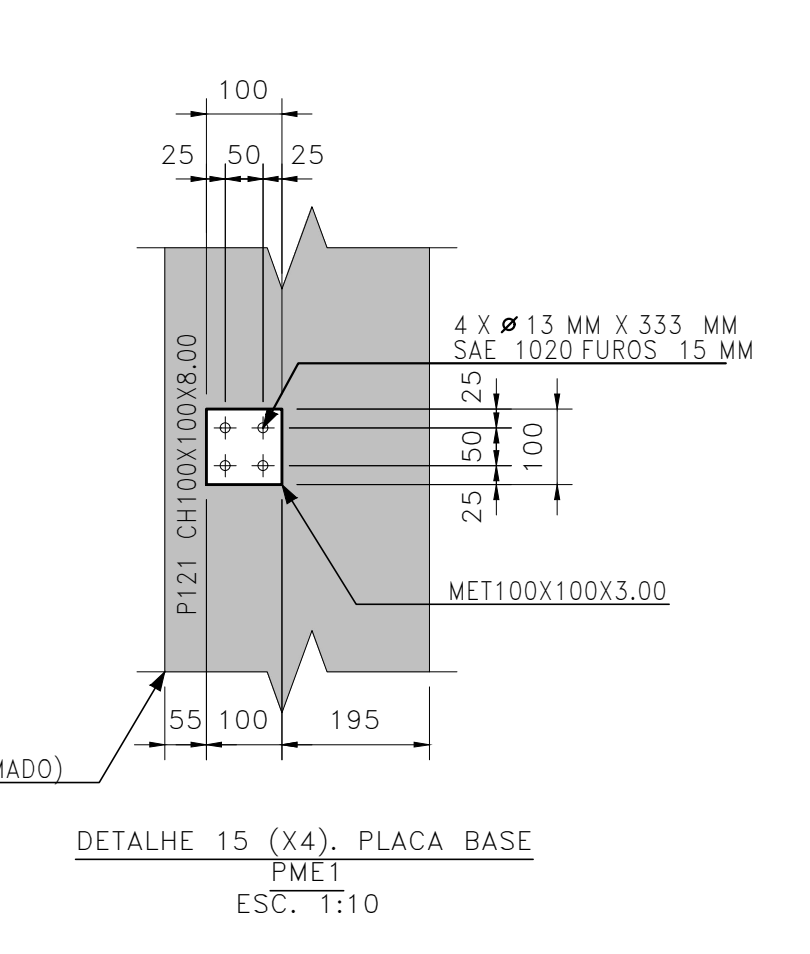 100
25 50 25
4 X Ø 13 MM X 333 MM
SAE 1020 FUROS 15 MM
P121 CH100X100X8.00
25
50
25
100
MET100X100X3.00
55 100 195
MADO)
DETALHE 15 (X4). PLACA BASE
PME1
ESC. 1:10